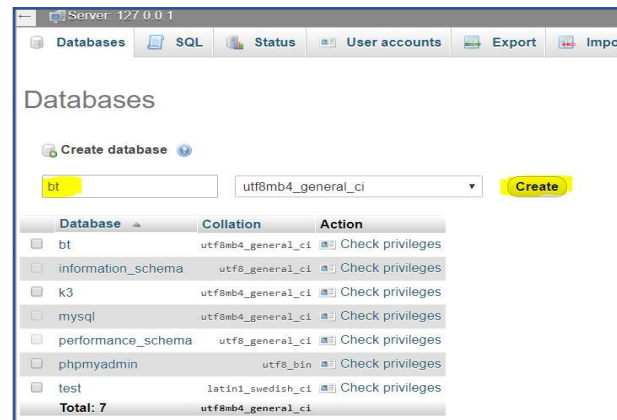 Server: 127.0.0.1
Databases SQL Status User accounts Export Impo
Databases
Create database
bt utf8mb4_general_ci Create
Database Collation Action
bt utf8mb4_general_ci Check privileges
information_schema utf8_general_ci Check privileges
k3 utf8mb4_general_ci Check privileges
mysql utf8mb4_general_ci Check privileges
performance_schema utf8_general_ci Check privileges
phpmyadmin utf8_bin Check privileges
test latin1_swedish_ci Check privileges
Total: 7 utf8mb4_general_ci